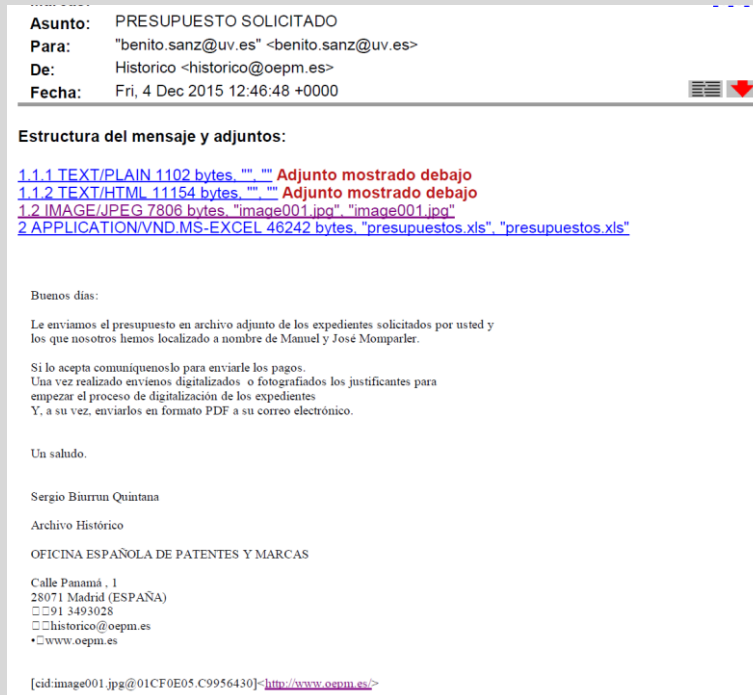 Asunto: PRESUPUESTO SOLICITADO
Para: "benito.sanz@uv.es" <benito.sanz@uv.es>
De: Historico <historico@oepm.es>
Fecha: Fri, 4 Dec 2015 12:46:48 +0000
Estructura del mensaje y adjuntos:
1.1.1 TEXT/PLAIN 1102 bytes, "", "" Adjunto mostrado debajo
1.1.2 TEXT/HTML 11154 bytes, "", "" Adjunto mostrado debajo
1.2 IMAGE/JPEG 7806 bytes, "image001.jpg", "image001.jpg"
2 APPLICATION/VND.MS-EXCEL 46242 bytes, "presupuestos.xls", "presupuestos.xls"
Buenos días:
Le enviamos el presupuesto en archivo adjunto de los expedientes solicitados por usted y
los que nosotros hemos localizado a nombre de Manuel y José Momparler.
Si lo acepta comuníquenoslo para enviarle los pagos.
Una vez realizado envíenos digitalizados o fotografiados los justificantes para
empezar el proceso de digitalización de los expedientes
Y, a su vez, enviarlos en formato PDF a su correo electrónico.
Un saludo.
Sergio Biurrun Quintana
Archivo Histórico
OFICINA ESPAÑOLA DE PATENTES Y MARCAS
Calle Panamá , 1
28071 Madrid (ESPAÑA)
□□91 3493028
□□historico@oepm.es
•□www.oepm.es
[cid:image001.jpg@01CF0E05.C9956430]<http://www.oepm.es/>